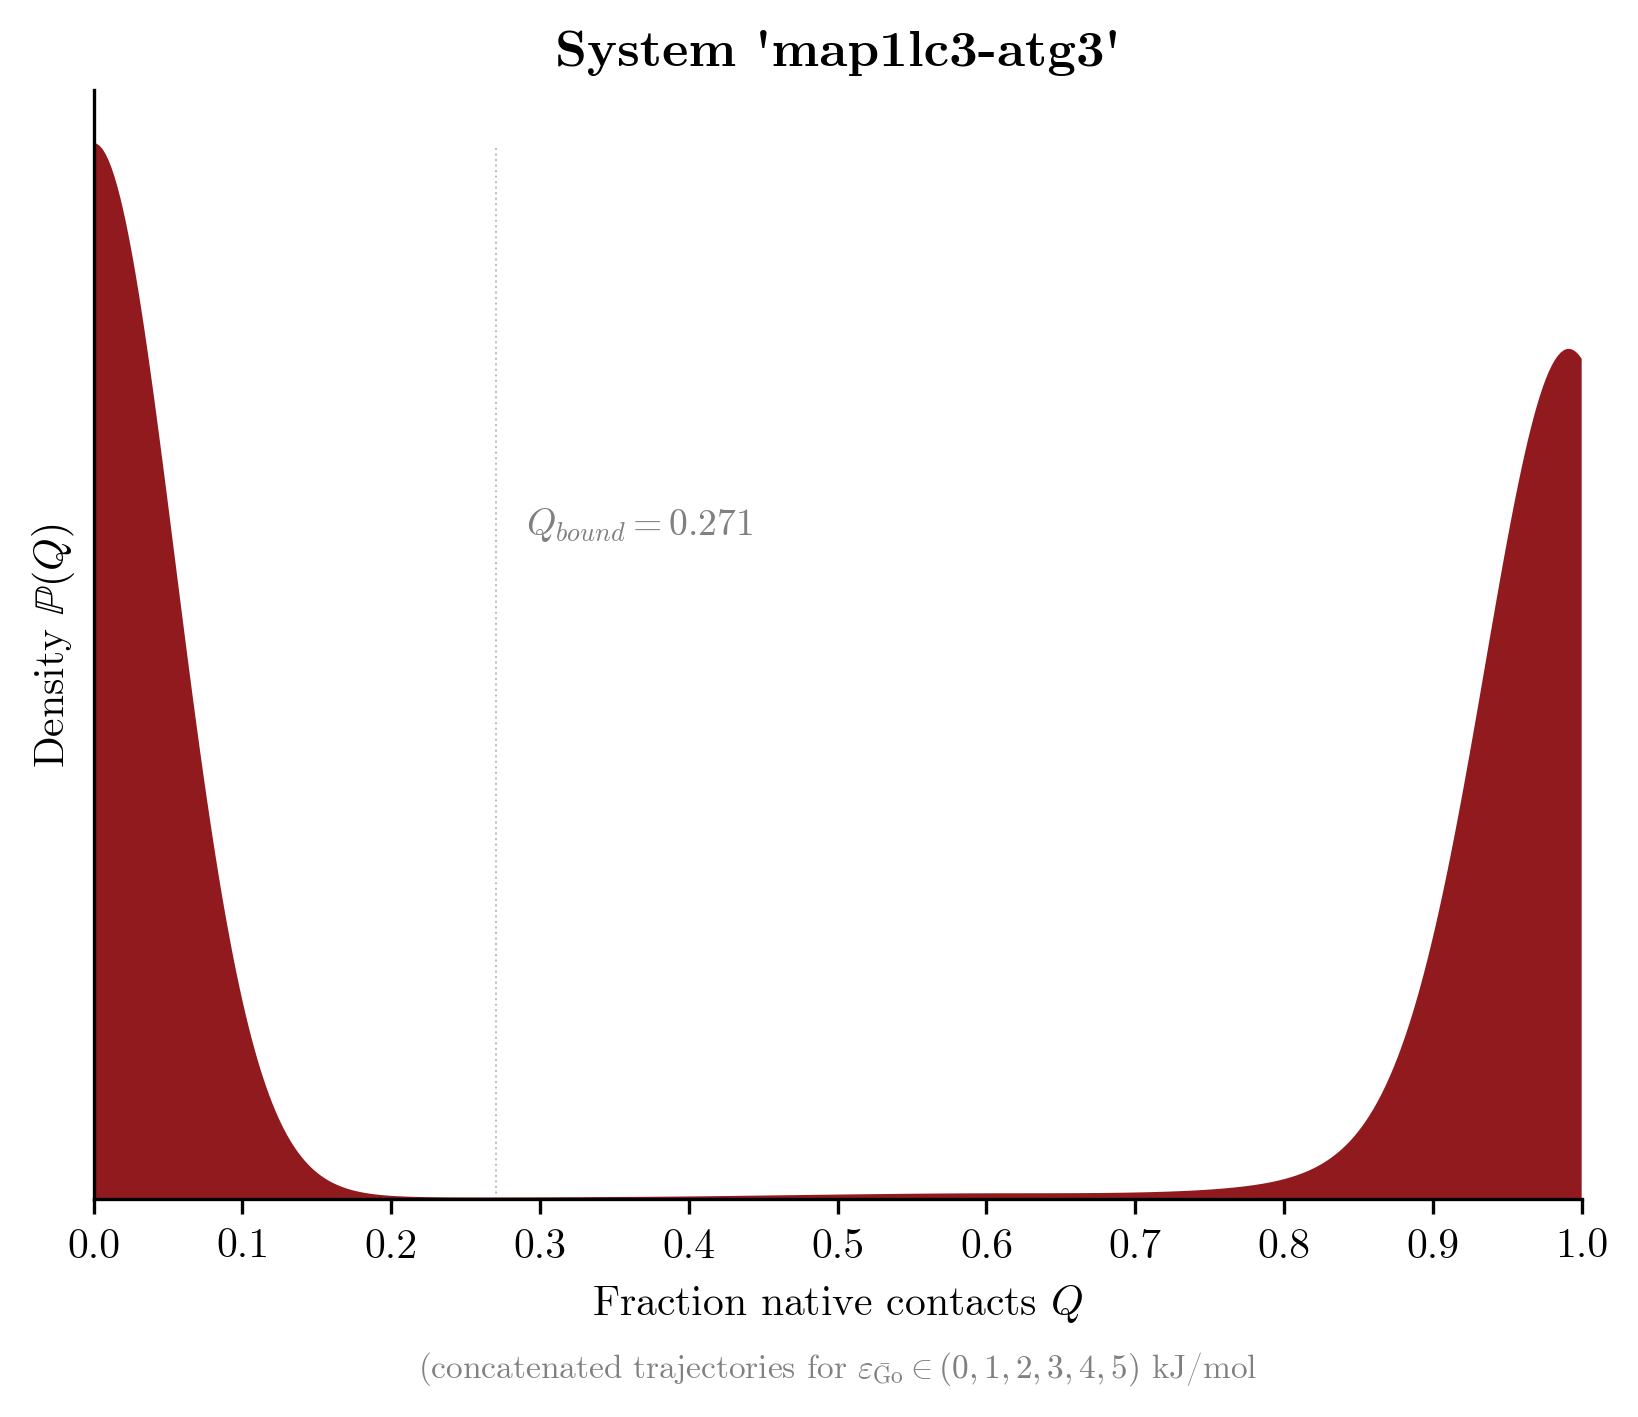 System 'map1lc3-atg3'
Density ℙ(Q)
Q_bound = 0.271
0.0 0.1 0.2 0.3 0.4 0.5 0.6 0.7 0.8 0.9 1.0
Fraction native contacts Q
(concatenated trajectories for ε_Ḡo ∈ (0, 1, 2, 3, 4, 5) kJ/mol